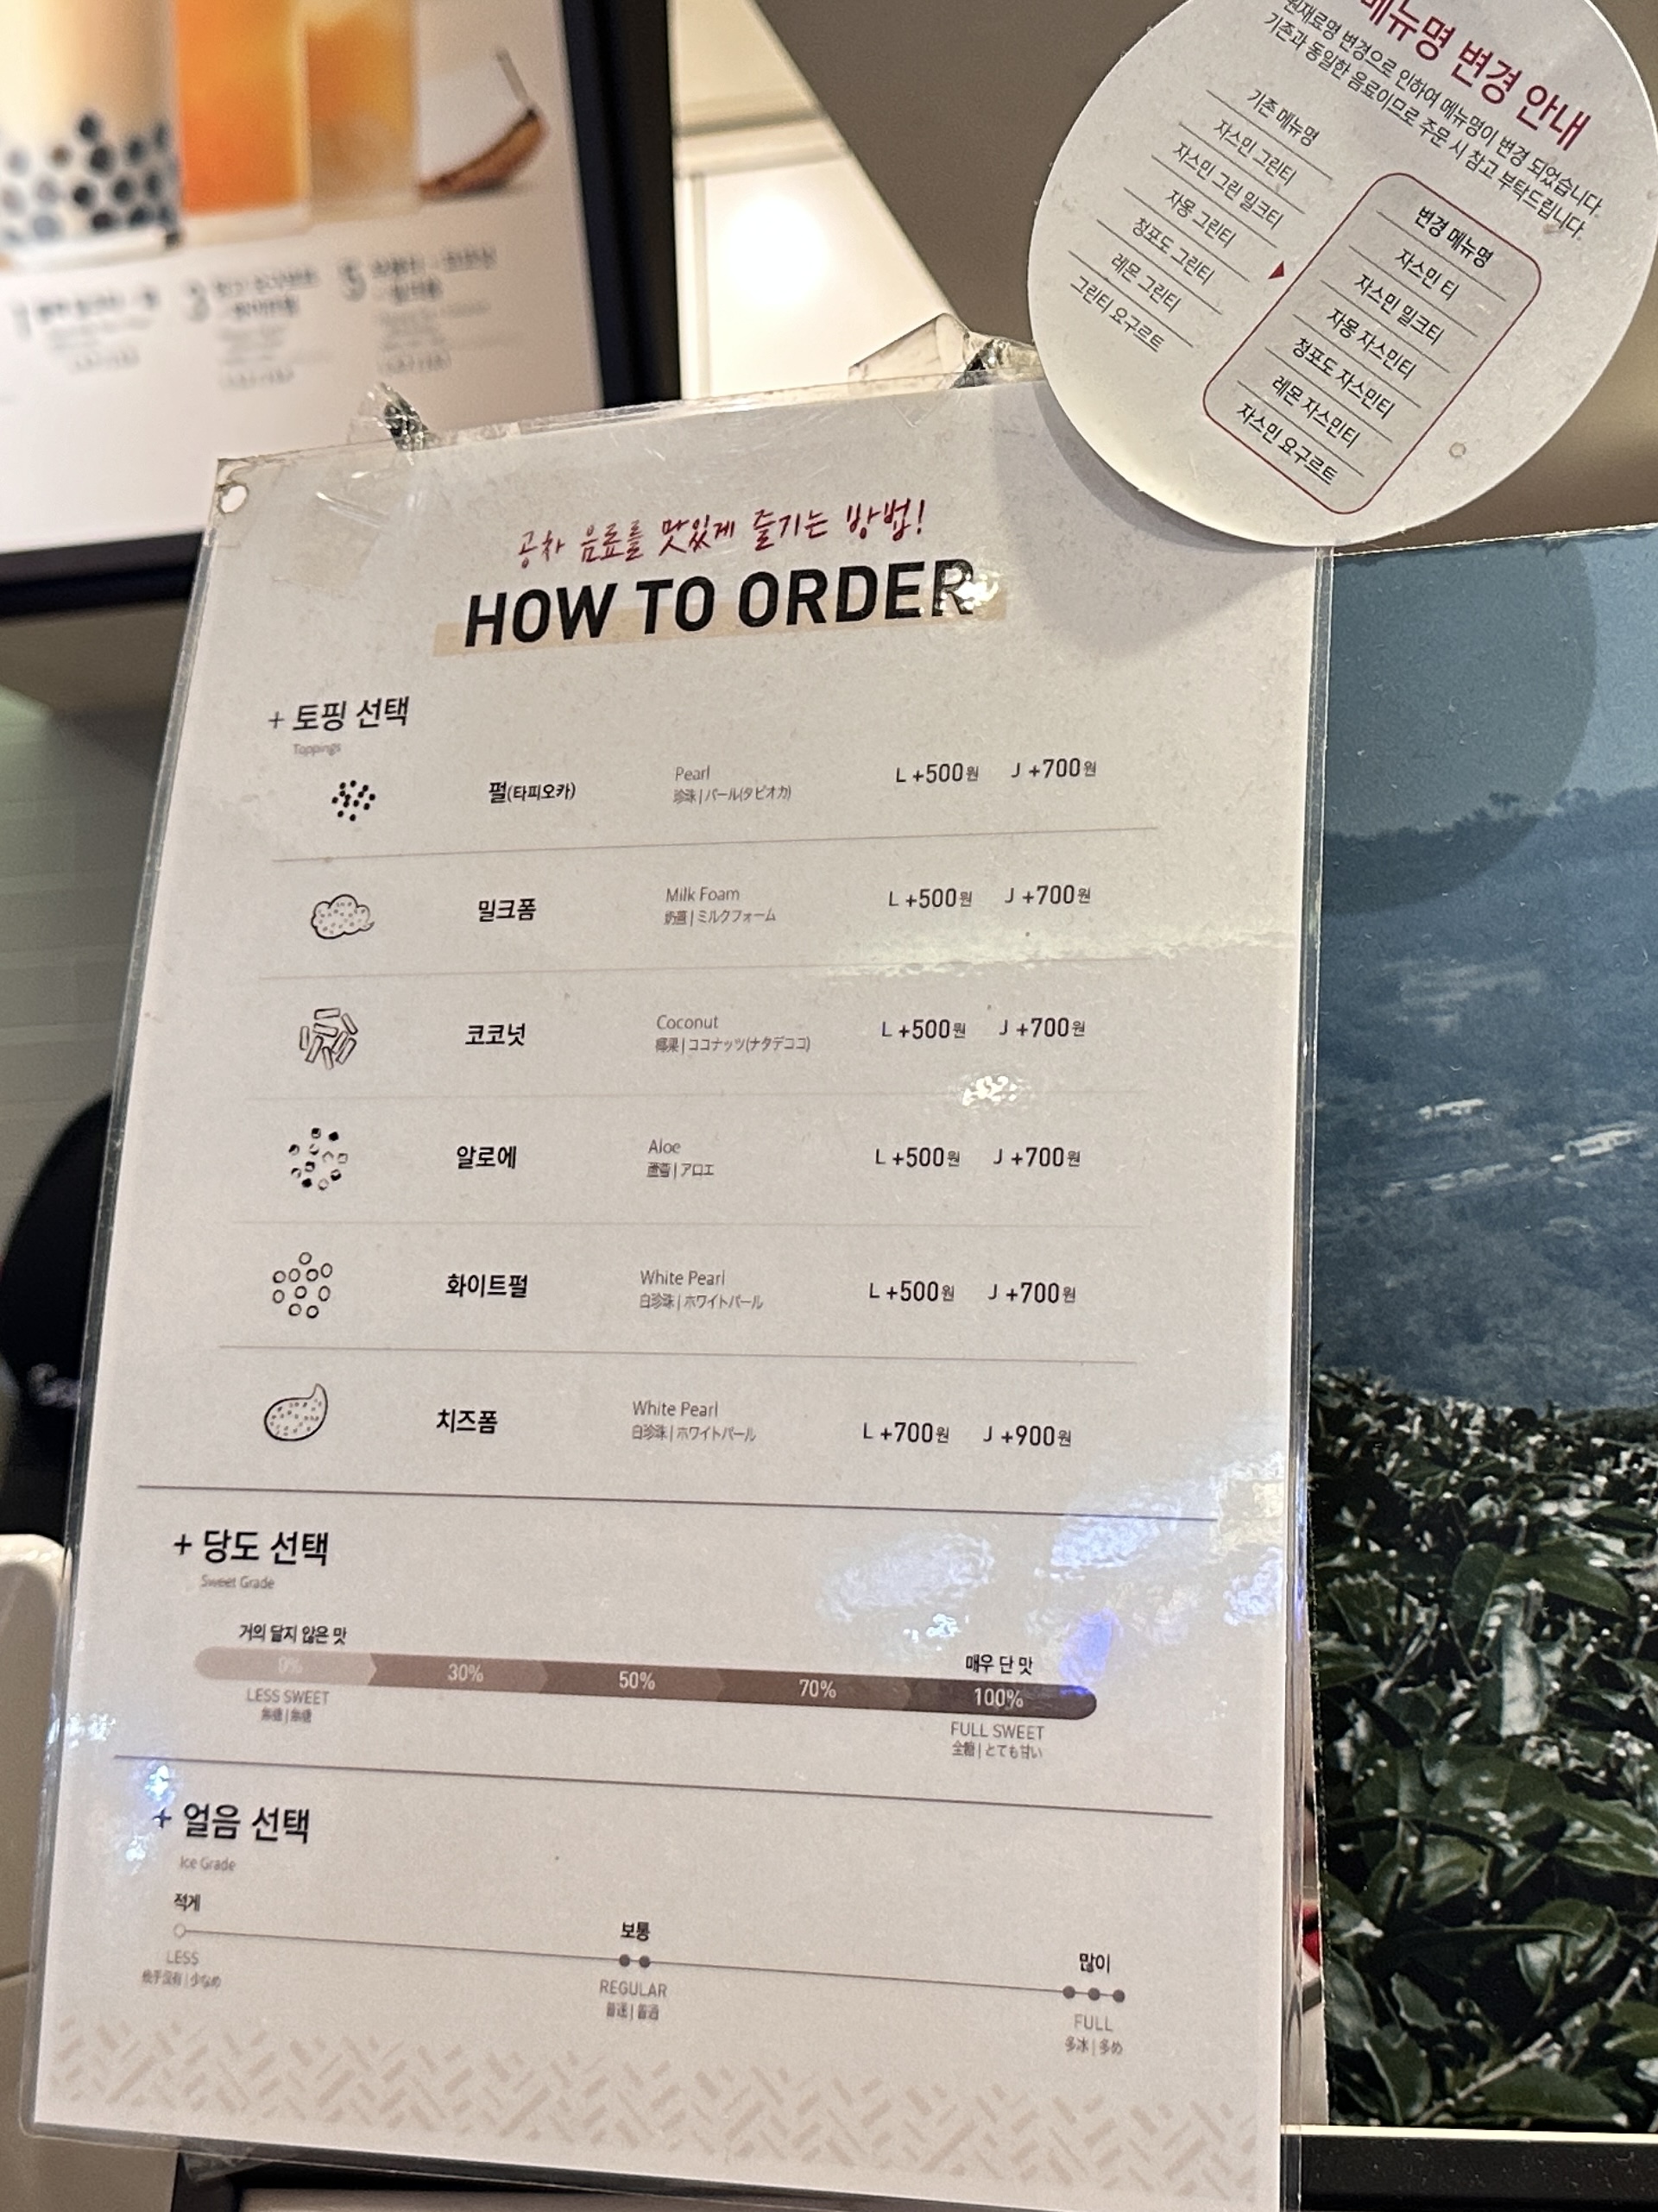 메뉴명 변경 안내
원재료명 변경으로 인하여 메뉴명이 변경 되었습니다.
기존과 동일한 음료이므로 주문 시 참고 부탁드립니다.
기존 메뉴명
자스민 그린티
자스민 그린 밀크티
자몽 그린티
청포도 그린티
레몬 그린티
그린티 요구르트
변경 메뉴명
자스민 티
자스민 밀크티
자몽 자스민티
청포도 자스민티
레몬 자스민티
자스민 요구르트
공차 음료를 맛있게 즐기는 방법!
HOW TO ORDER
+ 토핑 선택
Toppings
펄(타피오카)
Pearl
珍珠 | パール(タピオカ)
L +500원 J +700원
밀크폼
Milk Foam
奶蓋 | ミルクフォーム
L +500원 J +700원
코코넛
Coconut
椰果 | ココナッツ(ナタデココ)
L +500원 J +700원
알로에
Aloe
蘆薈 | アロエ
L +500원 J +700원
화이트펄
White Pearl
白珍珠 | ホワイトパール
L +500원 J +700원
치즈폼
White Pearl
白珍珠 | ホワイトパール
L +700원 J +900원
+ 당도 선택
Sweet Grade
거의 달지 않은 맛
매우 단 맛
0% 30% 50% 70% 100%
LESS SWEET
無糖 | 無糖
FULL SWEET
全糖 | とても甘い
+ 얼음 선택
Ice Grade
적게
보통
많이
LESS
少なめ
REGULAR
普通
FULL
多冰 | 多め
1
3
5